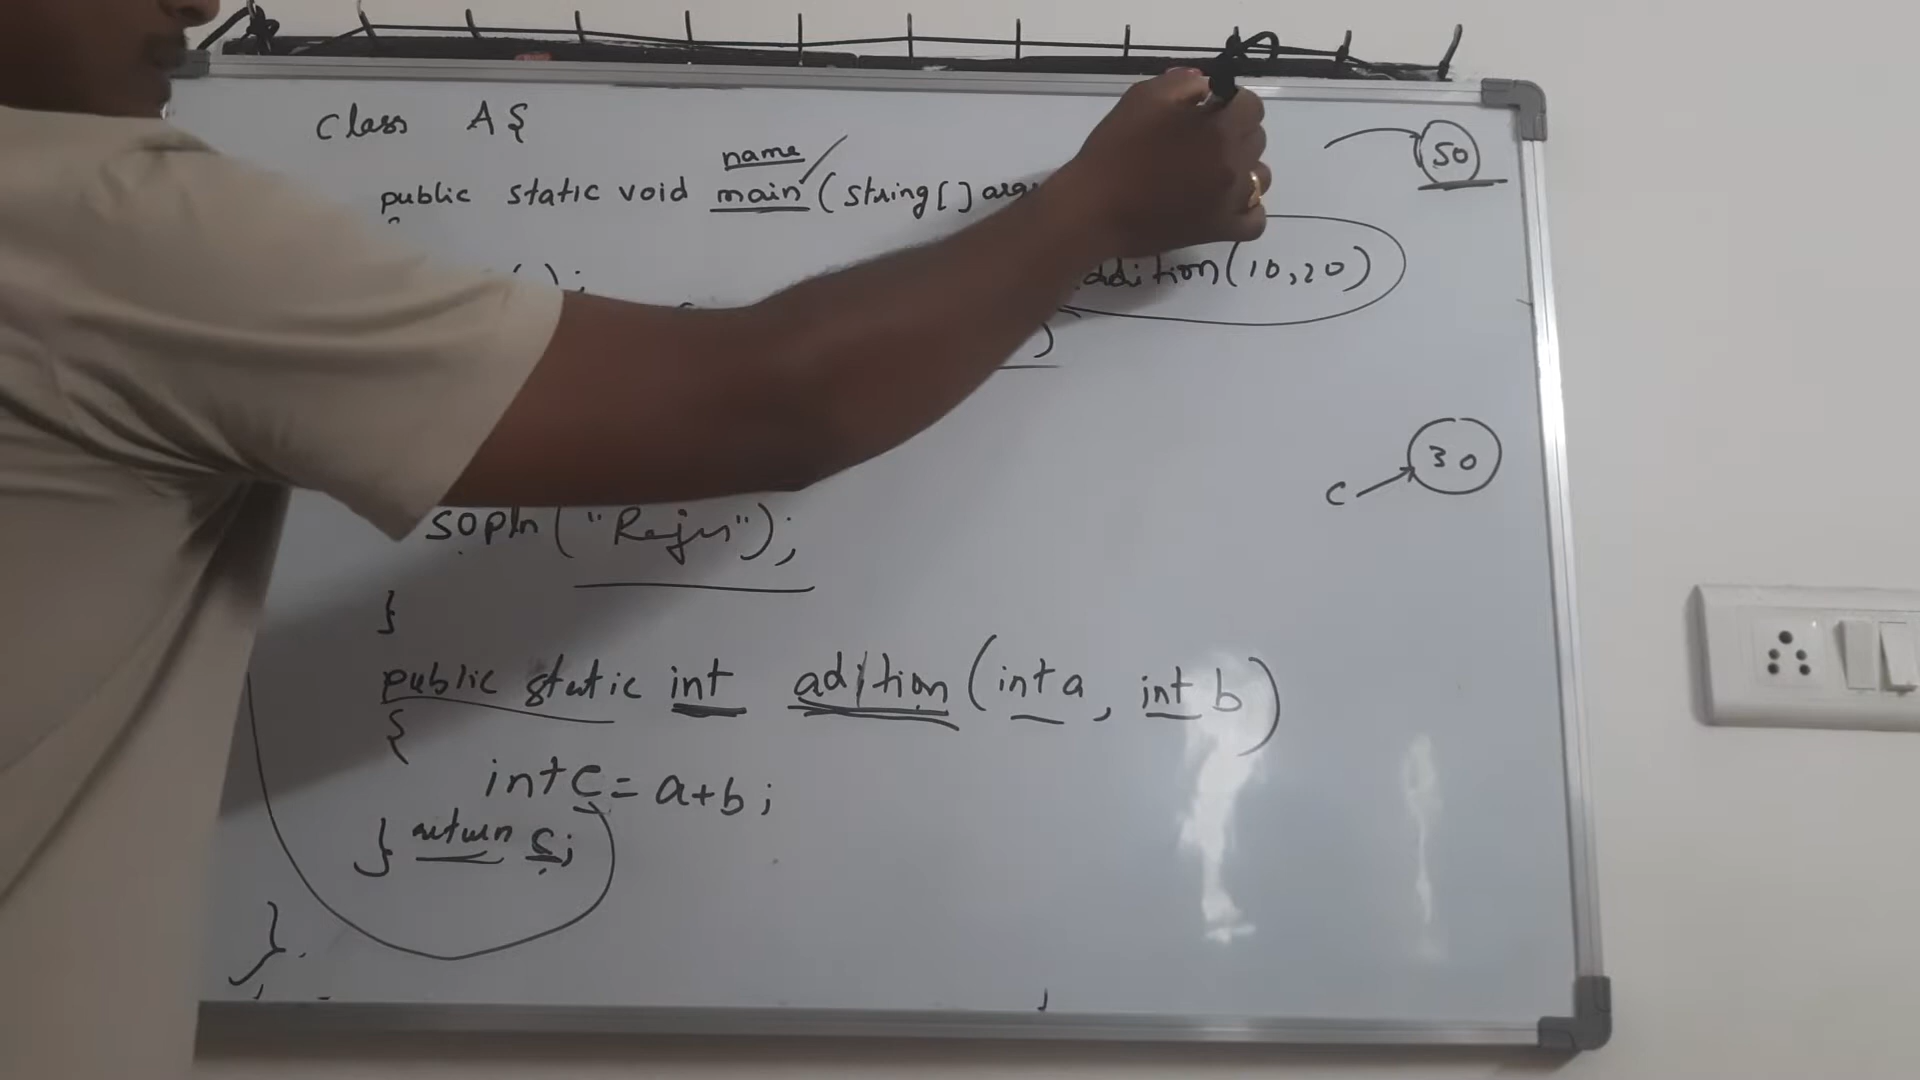 class A{
name
public static void main (string[] args
50
( );
addition(10,20)
)
30
c
sopln ("Raju");
}
public static int adition (int a, int b)
{
int c = a+b;
} return c;
}.